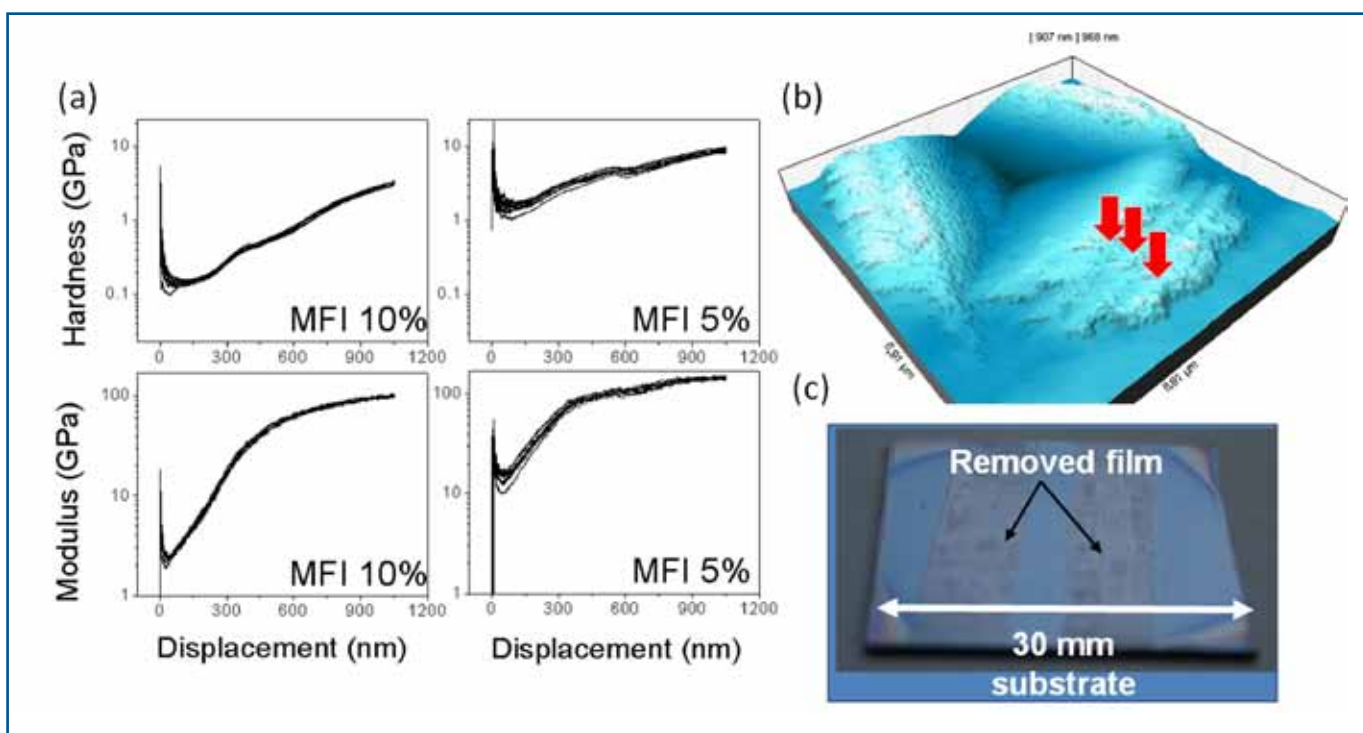 (a)
Hardness (GPa)
10
1
0.1
MFI 10%
0 300 600 900 1200
10
1
0.1
MFI 5%
0 300 600 900 1200
Modulus (GPa)
100
10
1
MFI 10%
0 300 600 900 1200
100
10
1
MFI 5%
0 300 600 900 1200
Displacement (nm)
Displacement (nm)
(b)
(c)
Removed film
30 mm
substrate